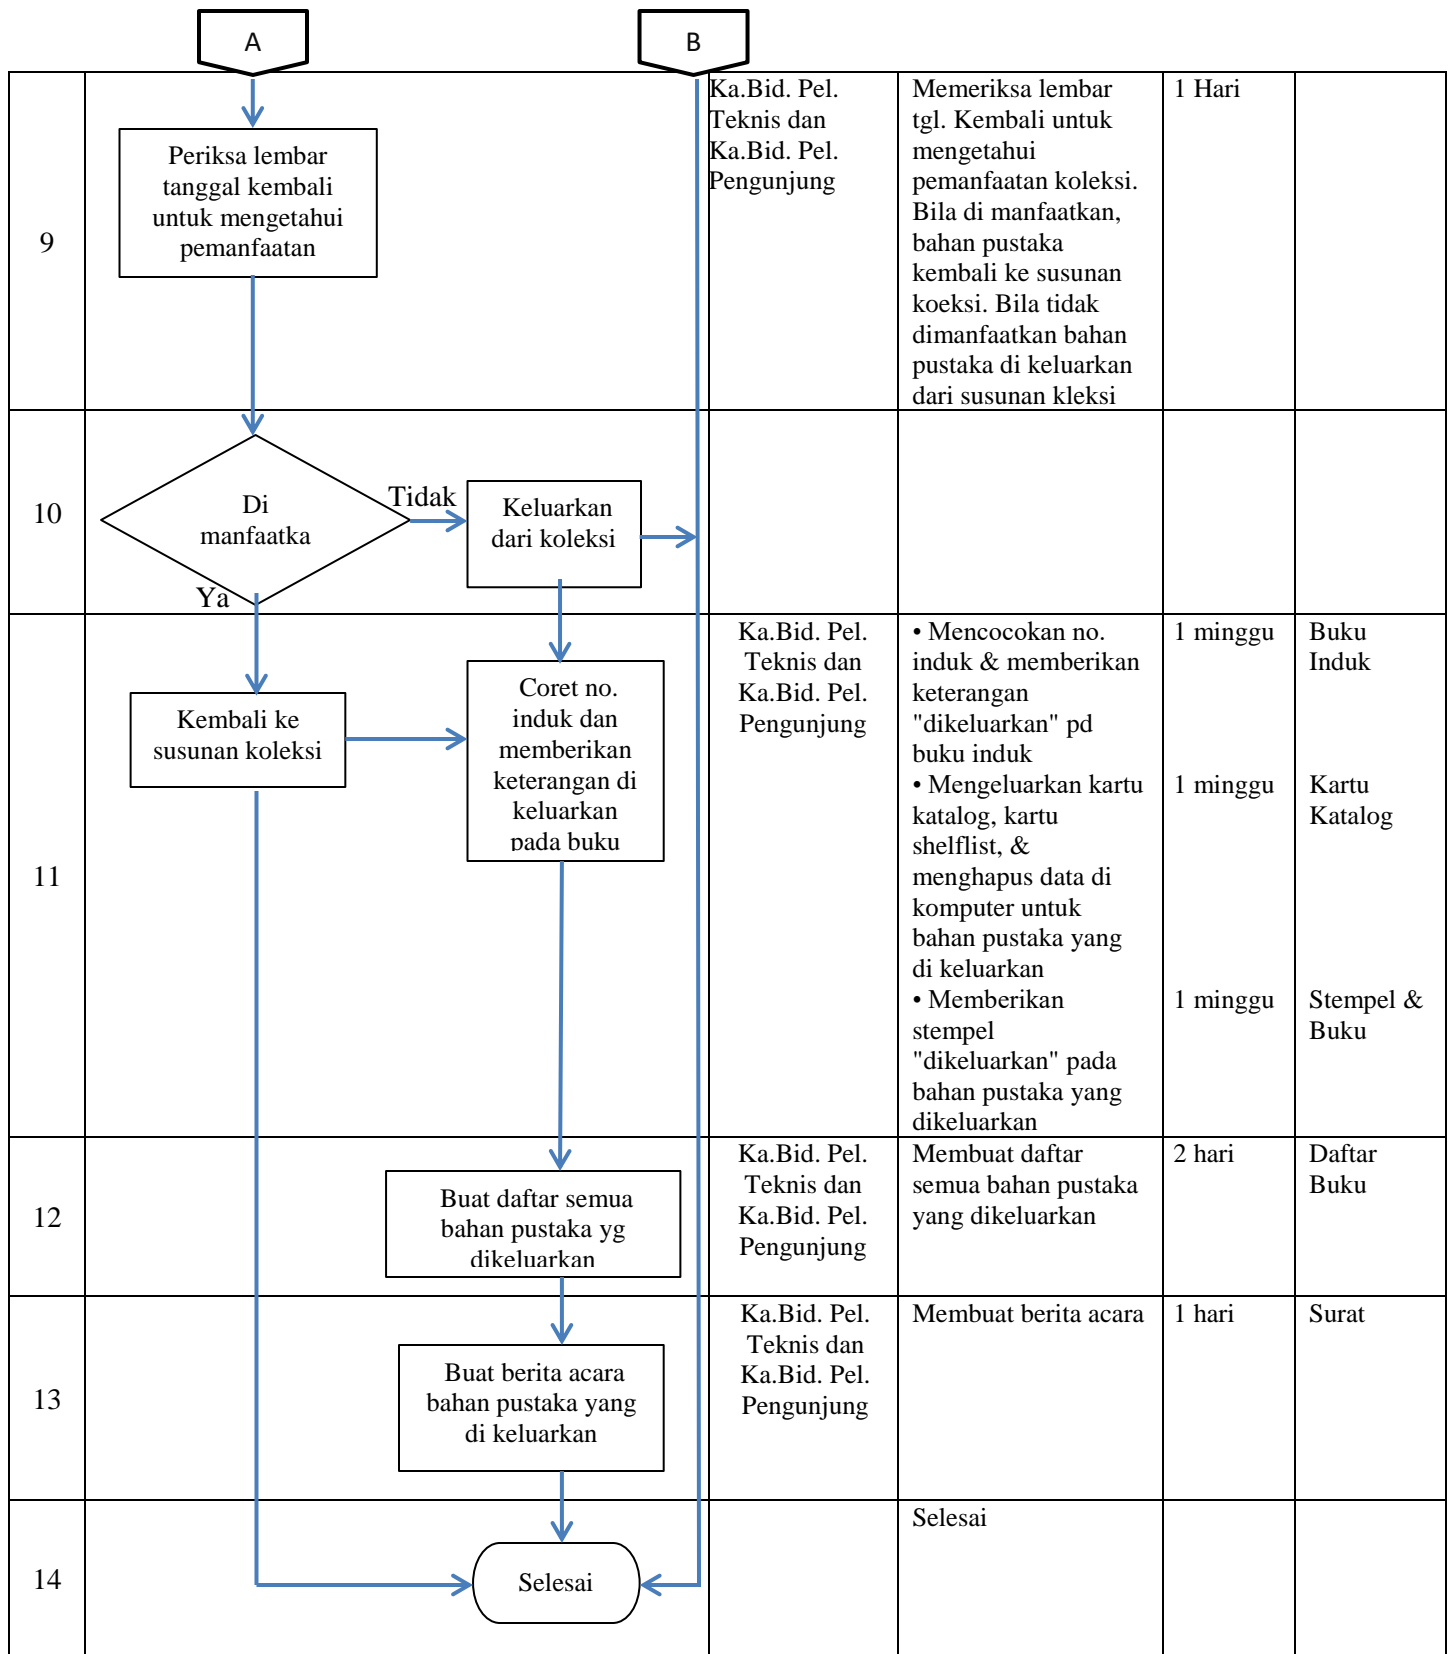 A
B
9
Periksa lembar
tanggal kembali
untuk mengetahui
pemanfaatan
Ka.Bid. Pel.
Teknis dan
Ka.Bid. Pel.
Pengunjung
Memeriksa lembar
tgl. Kembali untuk
mengetahui
pemanfaatan koleksi.
Bila di manfaatkan,
bahan pustaka
kembali ke susunan
koeksi. Bila tidak
dimanfaatkan bahan
pustaka di keluarkan
dari susunan kleksi
1 Hari
10
Di
manfaatka
Tidak
Ya
Keluarkan
dari koleksi
11
Kembali ke
susunan koleksi
Coret no.
induk dan
memberikan
keterangan di
keluarkan
pada buku
Ka.Bid. Pel.
Teknis dan
Ka.Bid. Pel.
Pengunjung
• Mencocokan no.
induk & memberikan
keterangan
"dikeluarkan" pd
buku induk
• Mengeluarkan kartu
katalog, kartu
shelflist, &
menghapus data di
komputer untuk
bahan pustaka yang
di keluarkan
• Memberikan
stempel
"dikeluarkan" pada
bahan pustaka yang
dikeluarkan
1 minggu
1 minggu
1 minggu
Buku
Induk
Kartu
Katalog
Stempel &
Buku
12
Buat daftar semua
bahan pustaka yg
dikeluarkan
Ka.Bid. Pel.
Teknis dan
Ka.Bid. Pel.
Pengunjung
Membuat daftar
semua bahan pustaka
yang dikeluarkan
2 hari
Daftar
Buku
13
Buat berita acara
bahan pustaka yang
di keluarkan
Ka.Bid. Pel.
Teknis dan
Ka.Bid. Pel.
Pengunjung
Membuat berita acara
1 hari
Surat
14
Selesai
Selesai